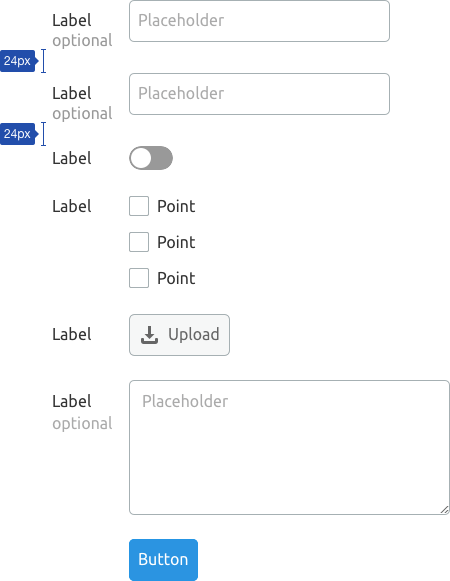 Label
Placeholder
optional
24px
Label
Placeholder
optional
24px
Label
Label
Point
Point
Point
Label
Upload
Label
Placeholder
optional
Button